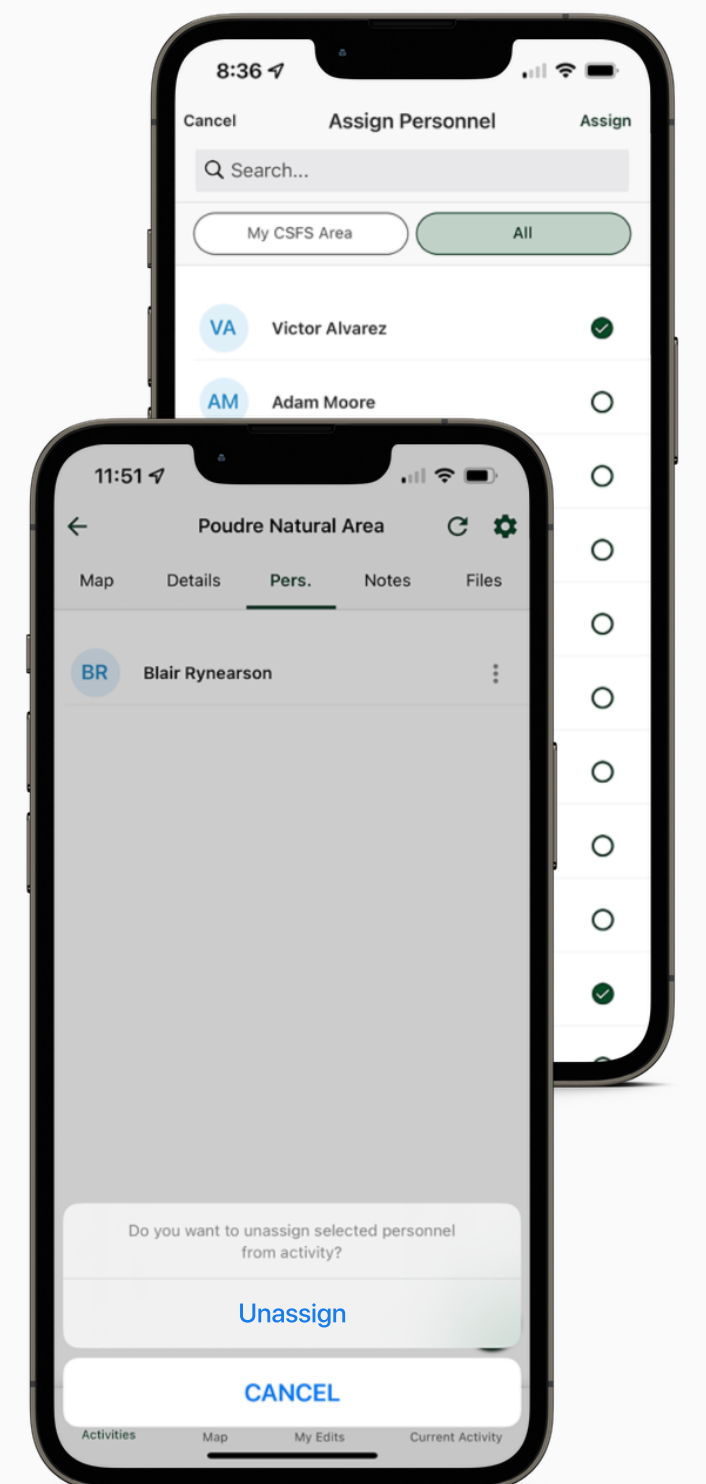 8:36
Cancel Assign Personnel Assign
Search...
My CSFS Area All
VA Victor Alvarez
AM Adam Moore
11:51
Poudre Natural Area
Map Details Pers. Notes Files
BR Blair Rynearson
Do you want to unassign selected personnel
from activity?
Unassign
CANCEL
Activities Map My Edits Current Activity